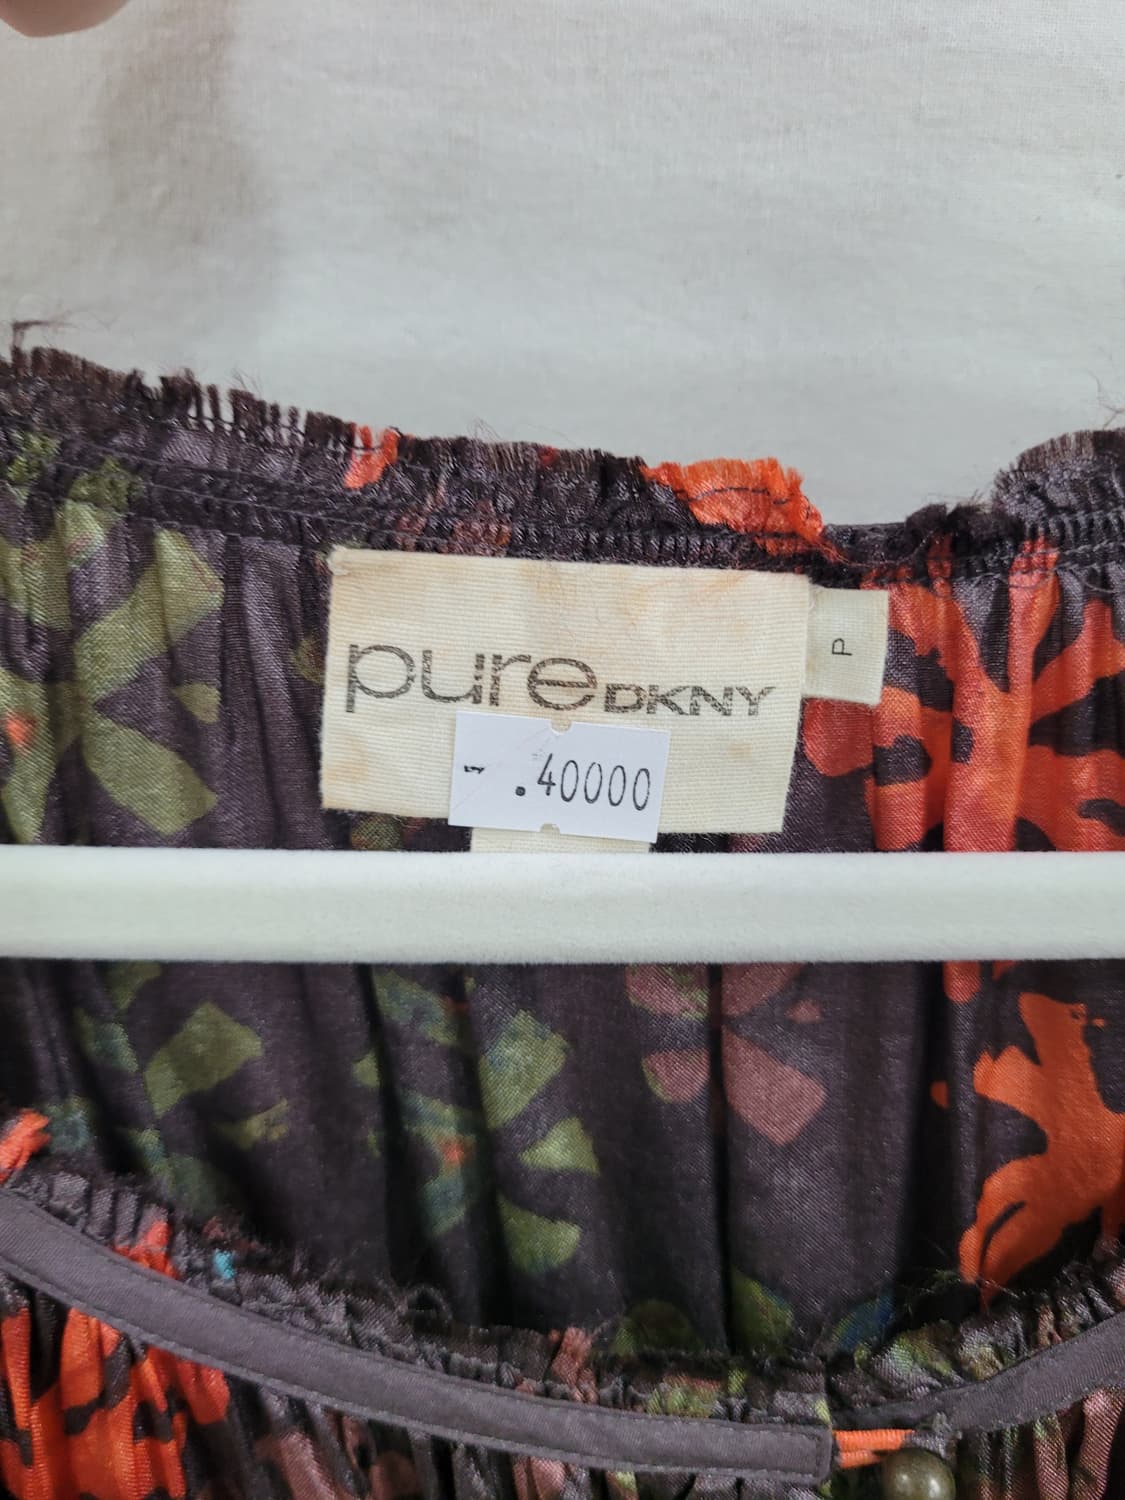 pure DKNY
P
.40000